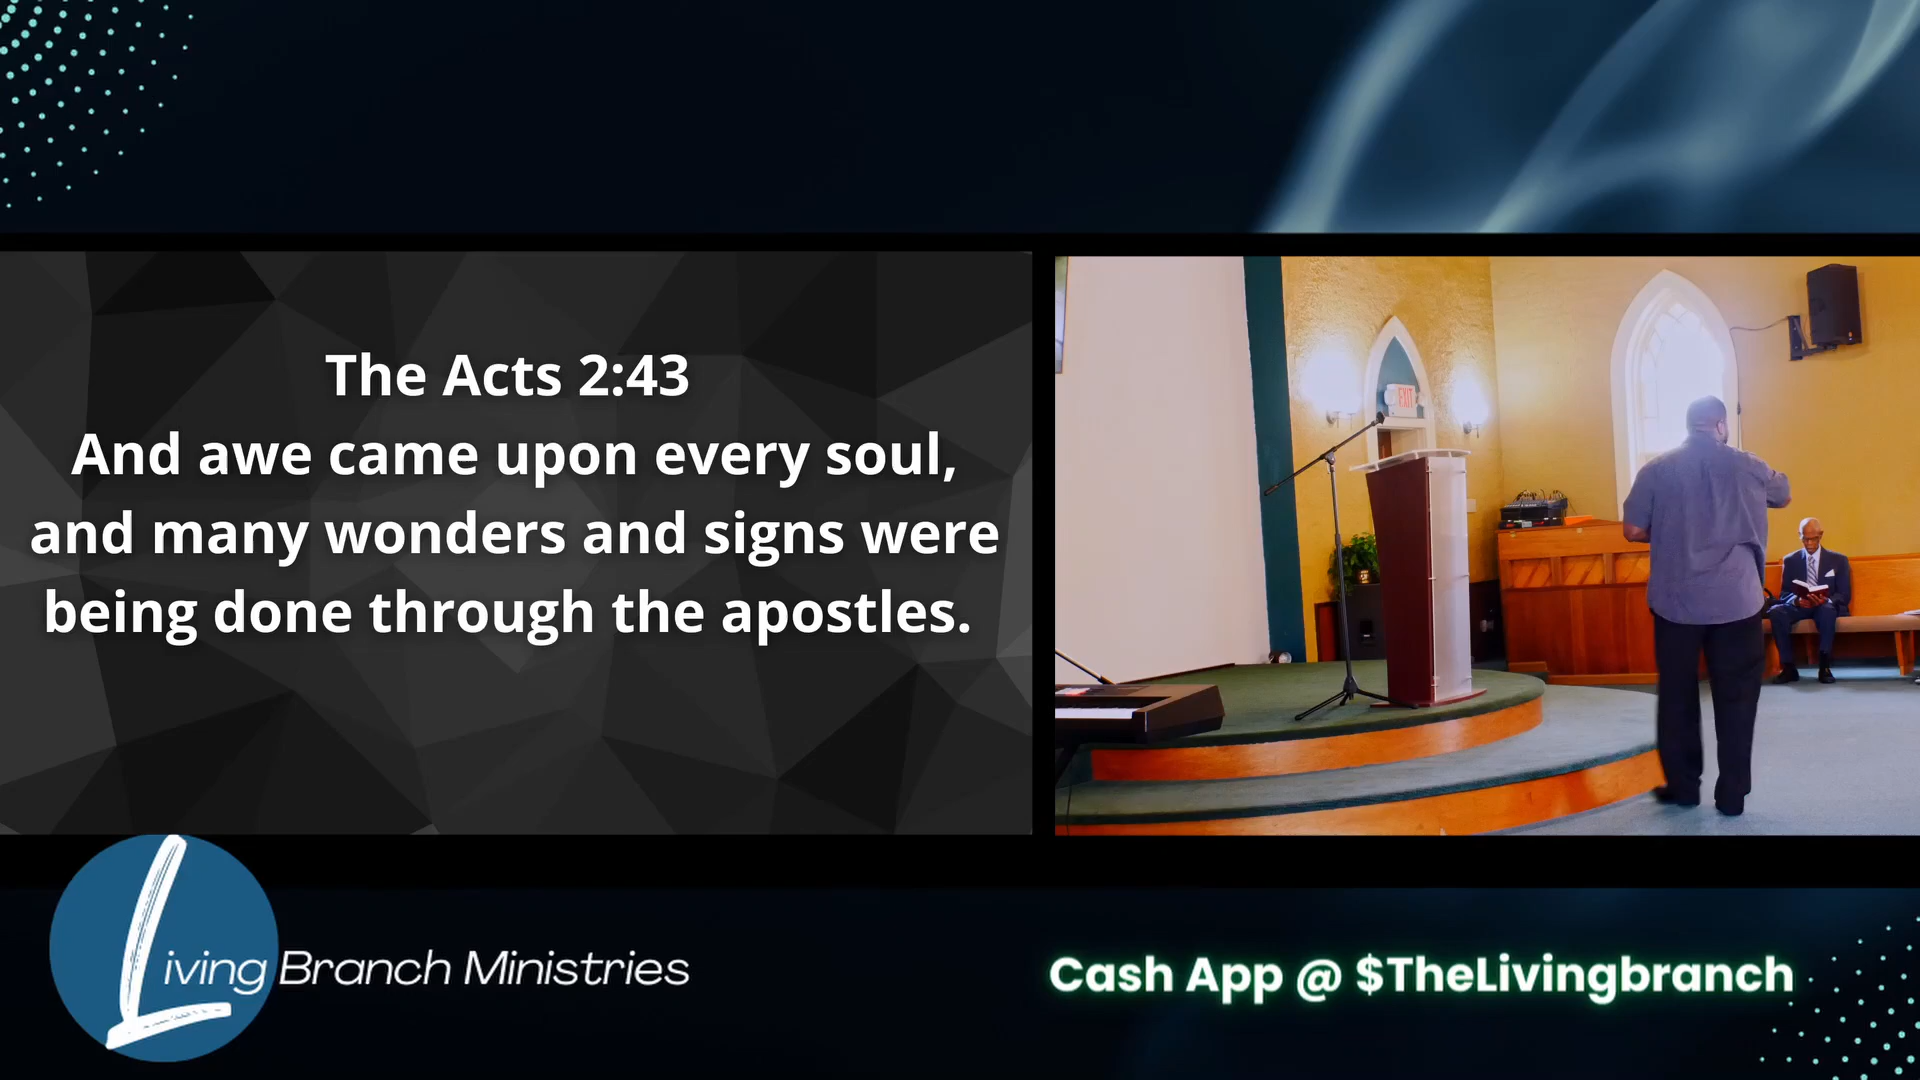 The Acts 2:43
And awe came upon every soul,
and many wonders and signs were
being done through the apostles.
EXIT
Living Branch Ministries
Cash App @ $TheLivingbranch